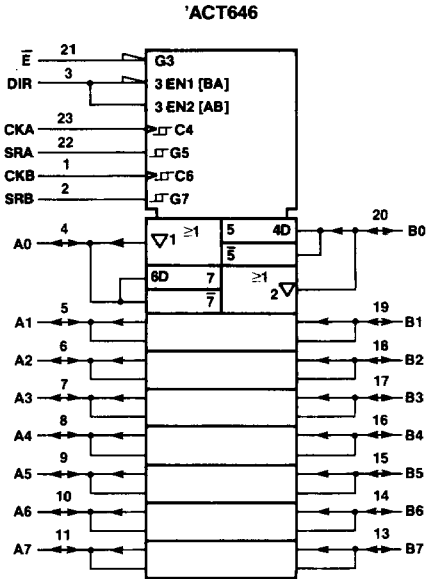 'ACT646
E̅ 21 G3
DIR 3 3 EN1 [BA]
3 EN2 [AB]
CKA 23 C4
SRA 22 G5
CKB 1 C6
SRB 2 G7
A0 4 ▽1 ≥1 5 4D 20 B0
5̅
6D 7 ≥1
7̅ 2▽
A1 5 19 B1
A2 6 18 B2
A3 7 17 B3
A4 8 16 B4
A5 9 15 B5
A6 10 14 B6
A7 11 13 B7